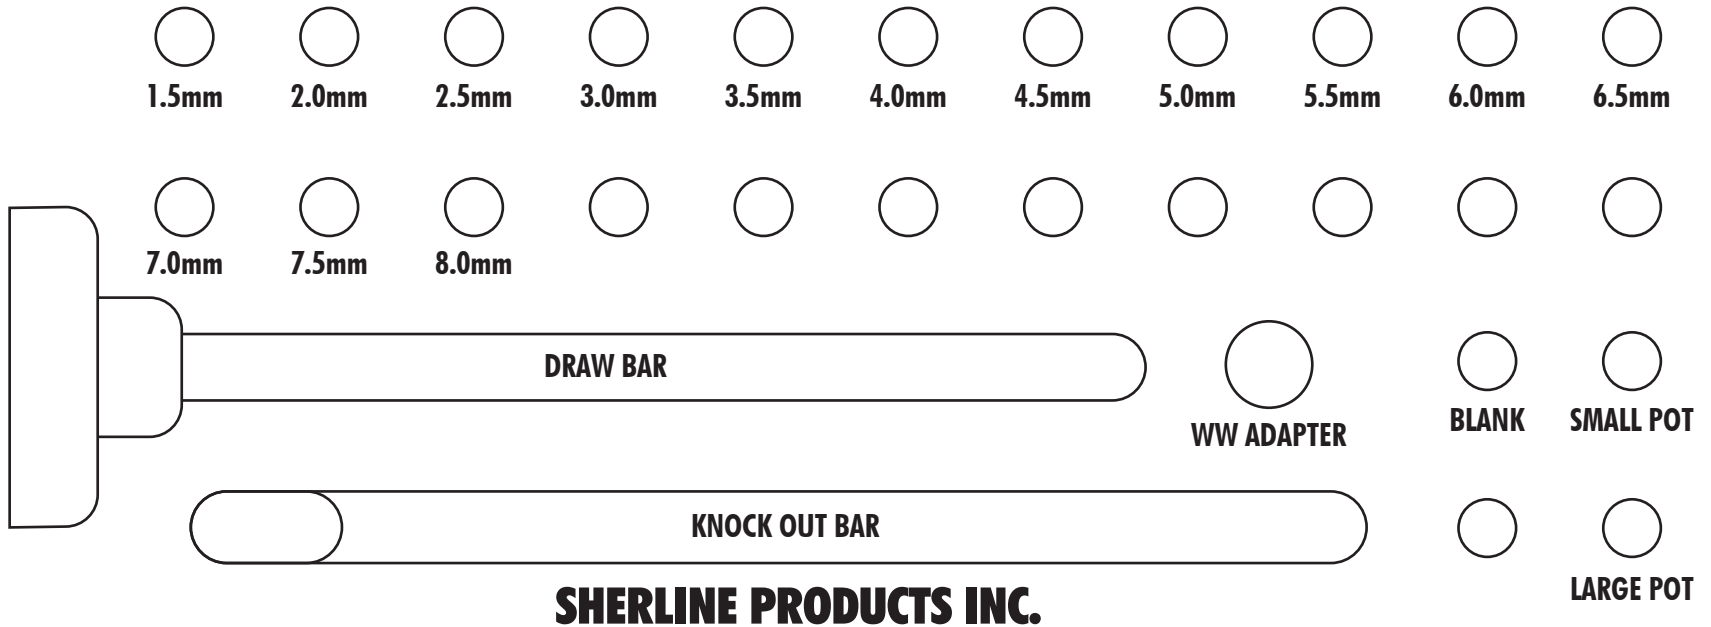 1.5mm 2.0mm 2.5mm 3.0mm 3.5mm 4.0mm 4.5mm 5.0mm 5.5mm 6.0mm 6.5mm
7.0mm 7.5mm 8.0mm
DRAW BAR
WW ADAPTER
BLANK
SMALL POT
KNOCK OUT BAR
LARGE POT
SHERLINE PRODUCTS INC.